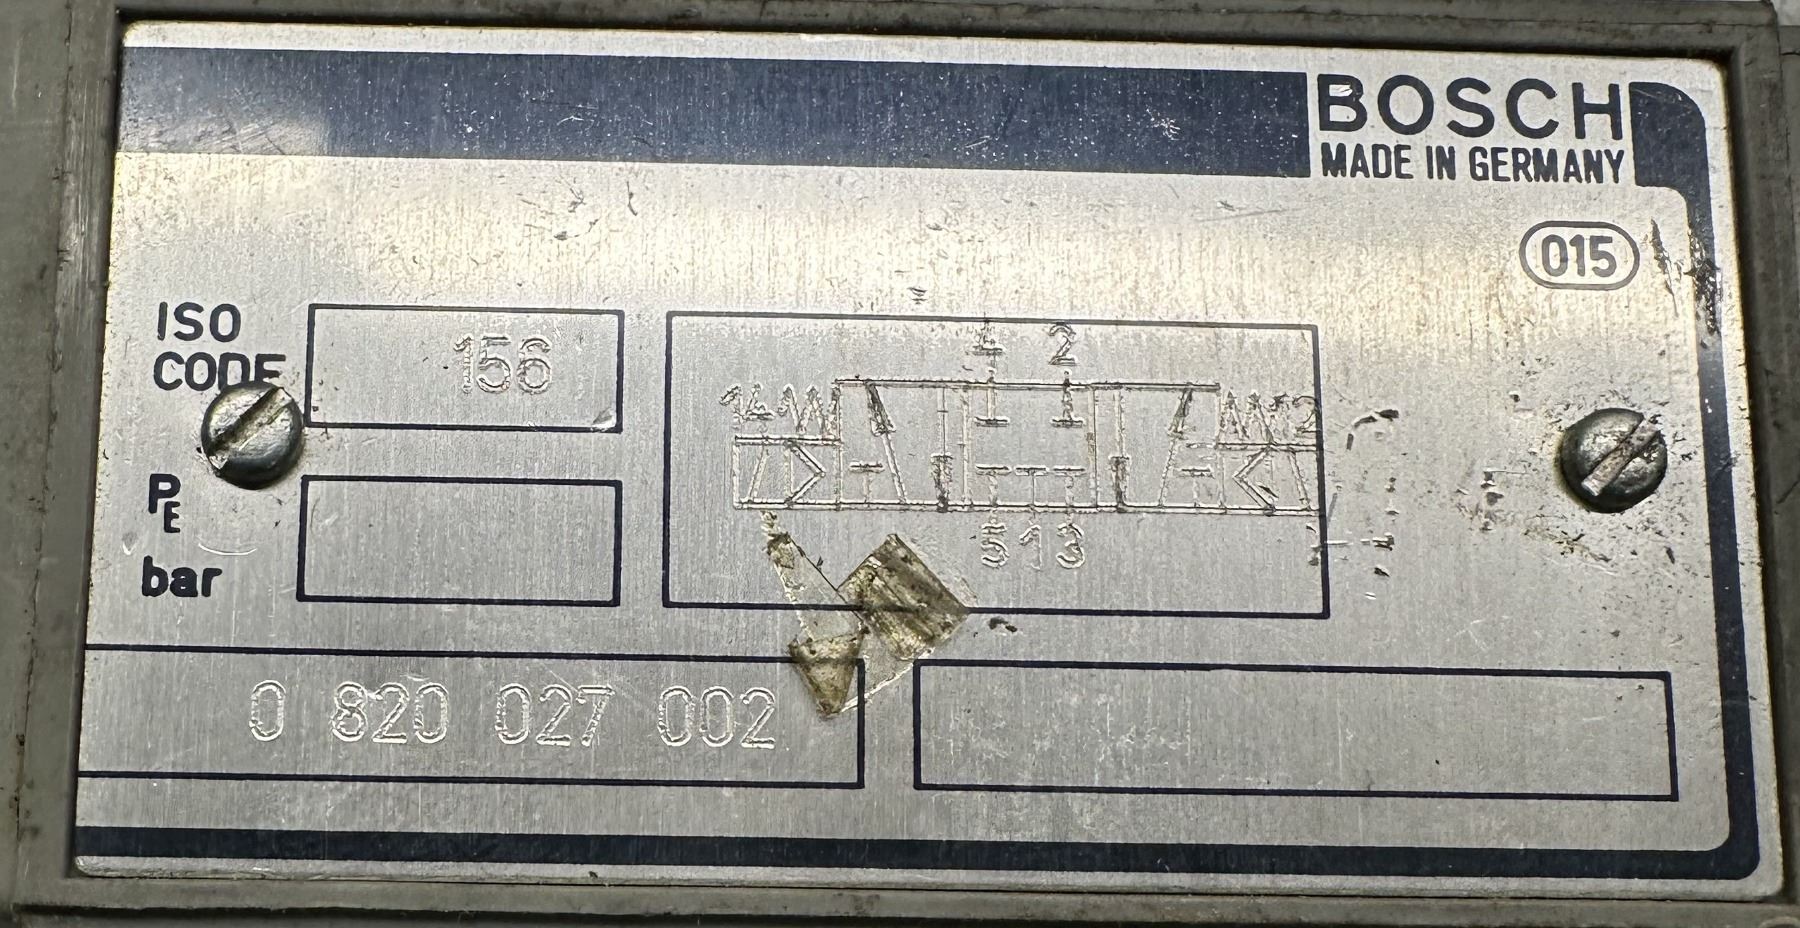 BOSCH
MADE IN GERMANY
015
ISO
CODE
156
4 2
14 12
5 1 3
PE
bar
0 820 027 002